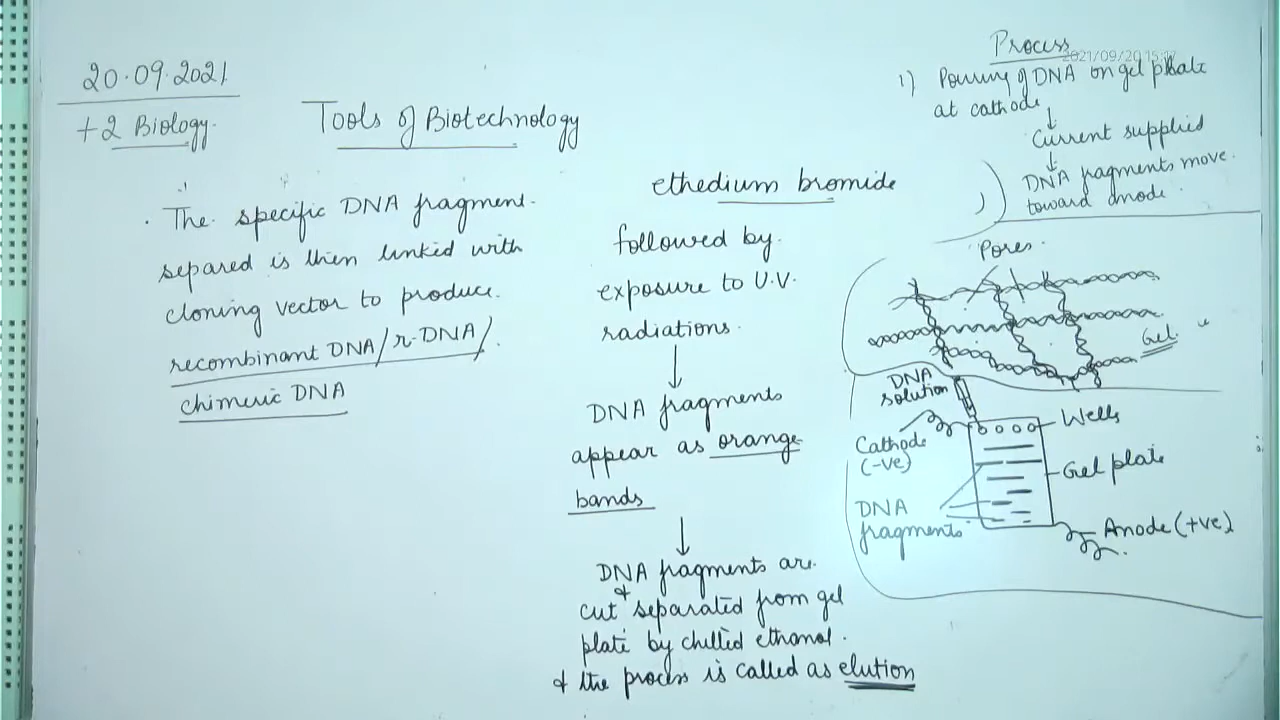 20.09.2021
+2 Biology.
Tools of Biotechnology
. The specific DNA fragment.
separed is then linked with
cloning vector to produce.
recombinant DNA/r-DNA/
chimeric DNA
ethedium bromide
followed by.
exposure to U.V.
radiations.
DNA fragments
appear as orange
bands
DNA fragments are.
cut & separated from gel
plate by chilled ethanol.
& the process is called as elution
Process
2021/09/20 15:17
1) Pouring of DNA on gel plate
at cathode
Current supplied
DNA fragments move.
toward anode.
Pores.
Gel.
DNA
solution
Wells
Cathode
(-ve)
Gel plate
DNA
fragments
Anode (+ve)